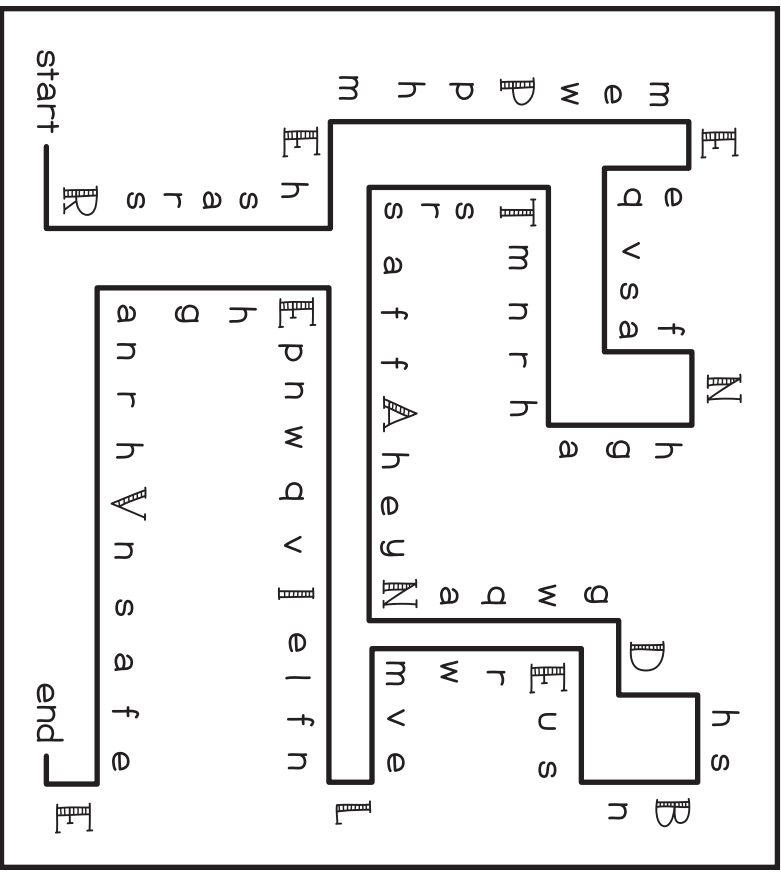 start
R s r a s h
E
m h p P w e m
E
e
q v s a
f
N
h g a
T m n r h
s r
s a f f A h e y N
a q w g
D
h s
B n
E u s
r w
m v e
L
E p n w q v I e l f n
h g
a n r h V n s a f e
E
end